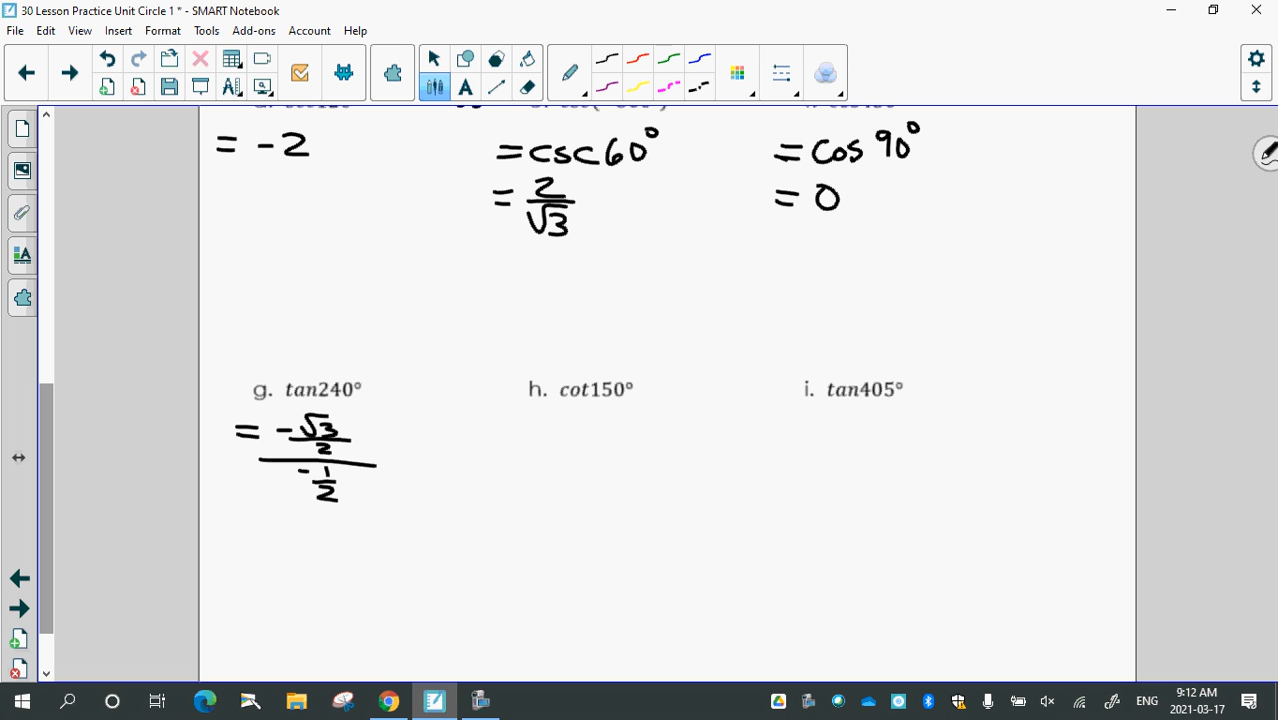 30 Lesson Practice Unit Circle 1 * - SMART Notebook
File Edit View Insert Format Tools Add-ons Account Help
= -2
= csc 60°
= cos 90°
= 2/√3
= 0
g. tan240°
h. cot150°
i. tan405°
= -√3/2
-1/2
ENG
9:12 AM
2021-03-17